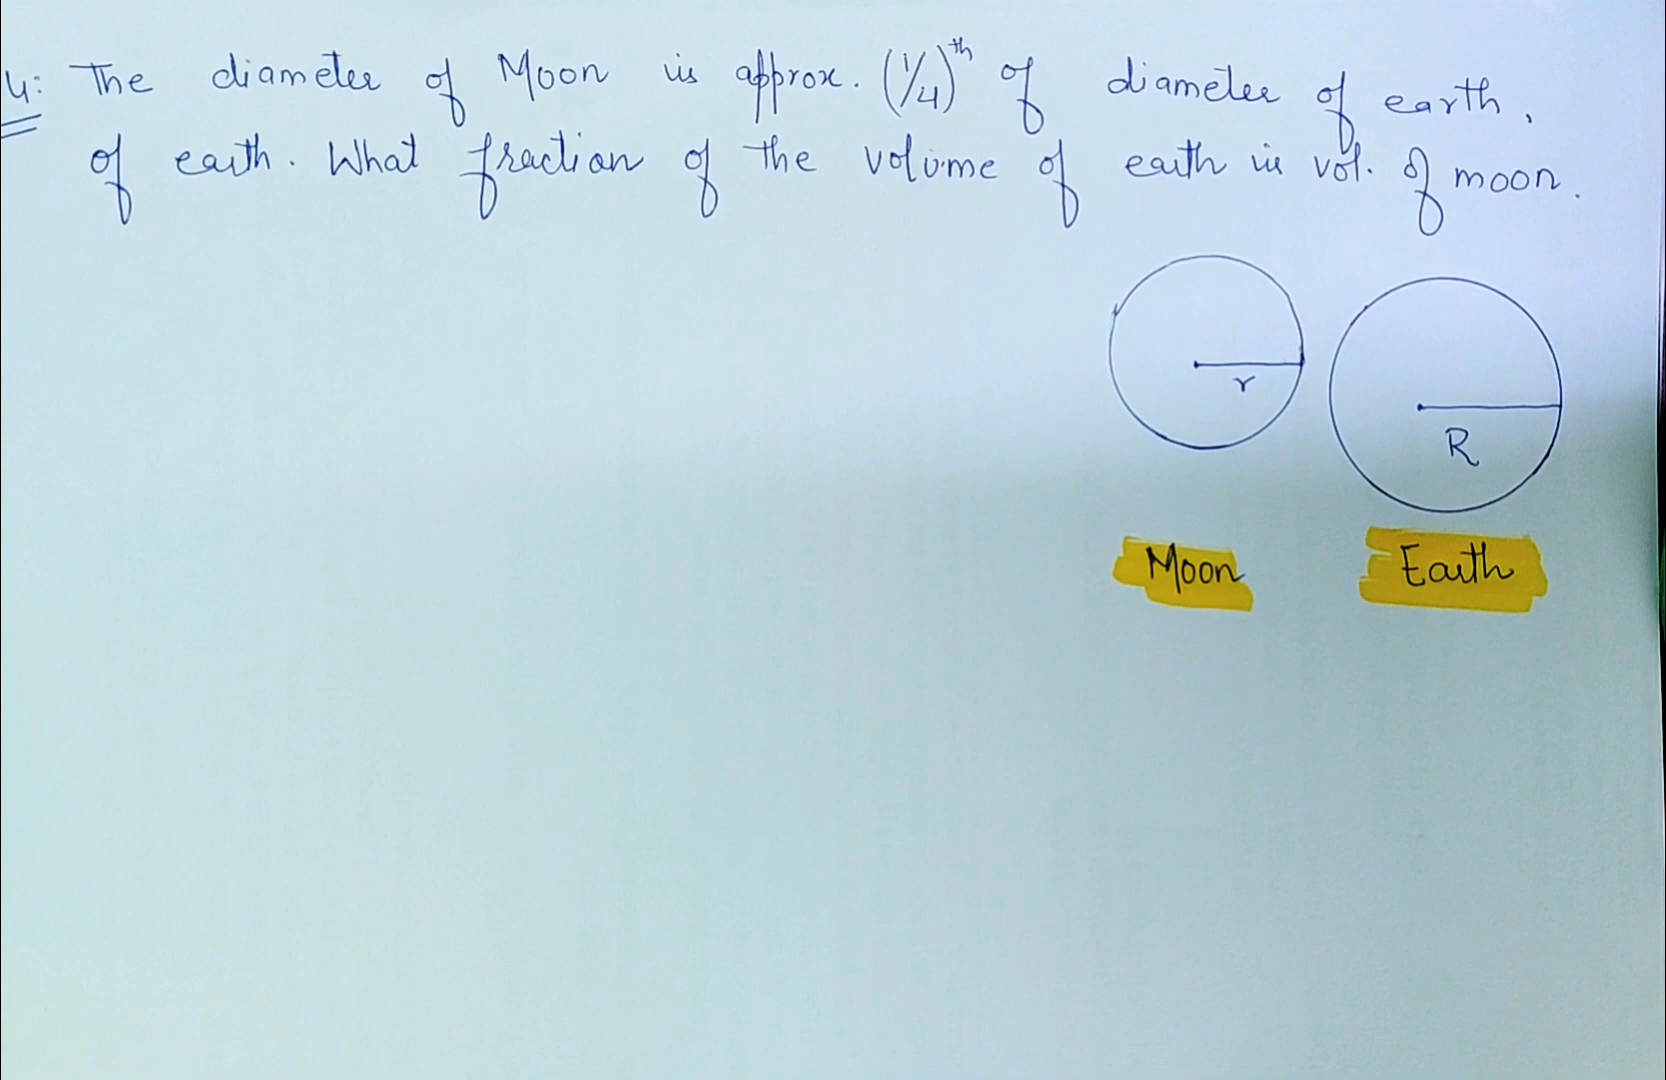 4: The diameter of Moon is approx. (1/4)th of diameter of earth,
of earth. What fraction of the volume of earth is vol. of moon.
r
R
Moon
Earth